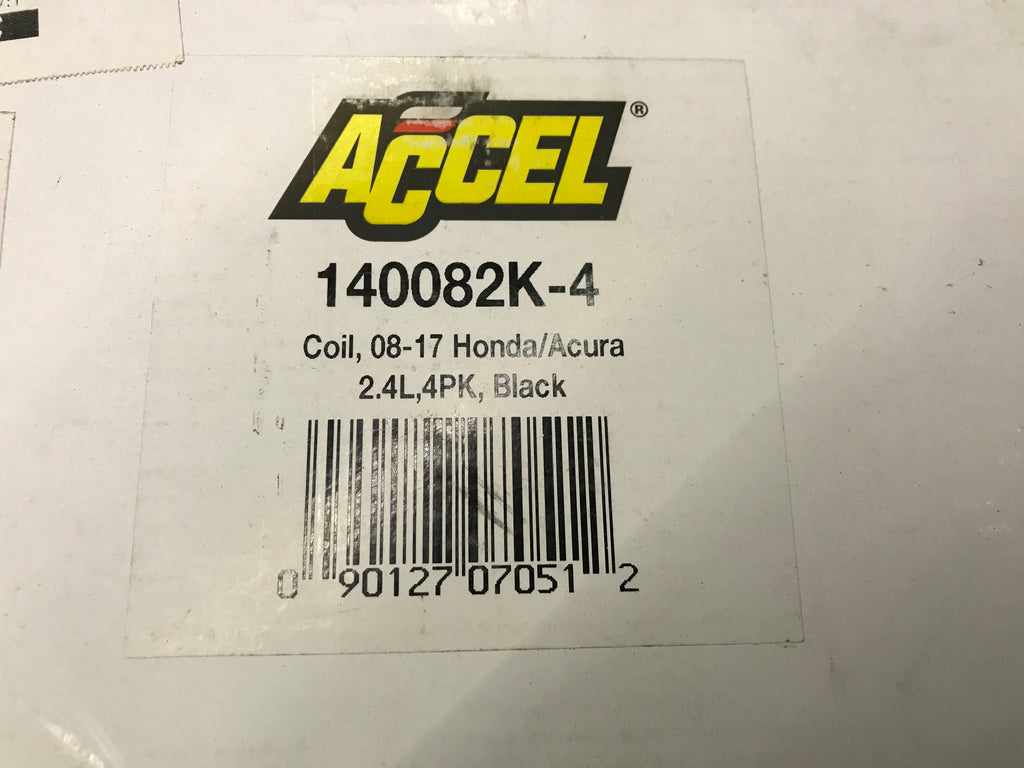 ACCEL®
140082K-4
Coil, 08-17 Honda/Acura
2.4L,4PK, Black
0 90127 07051 2